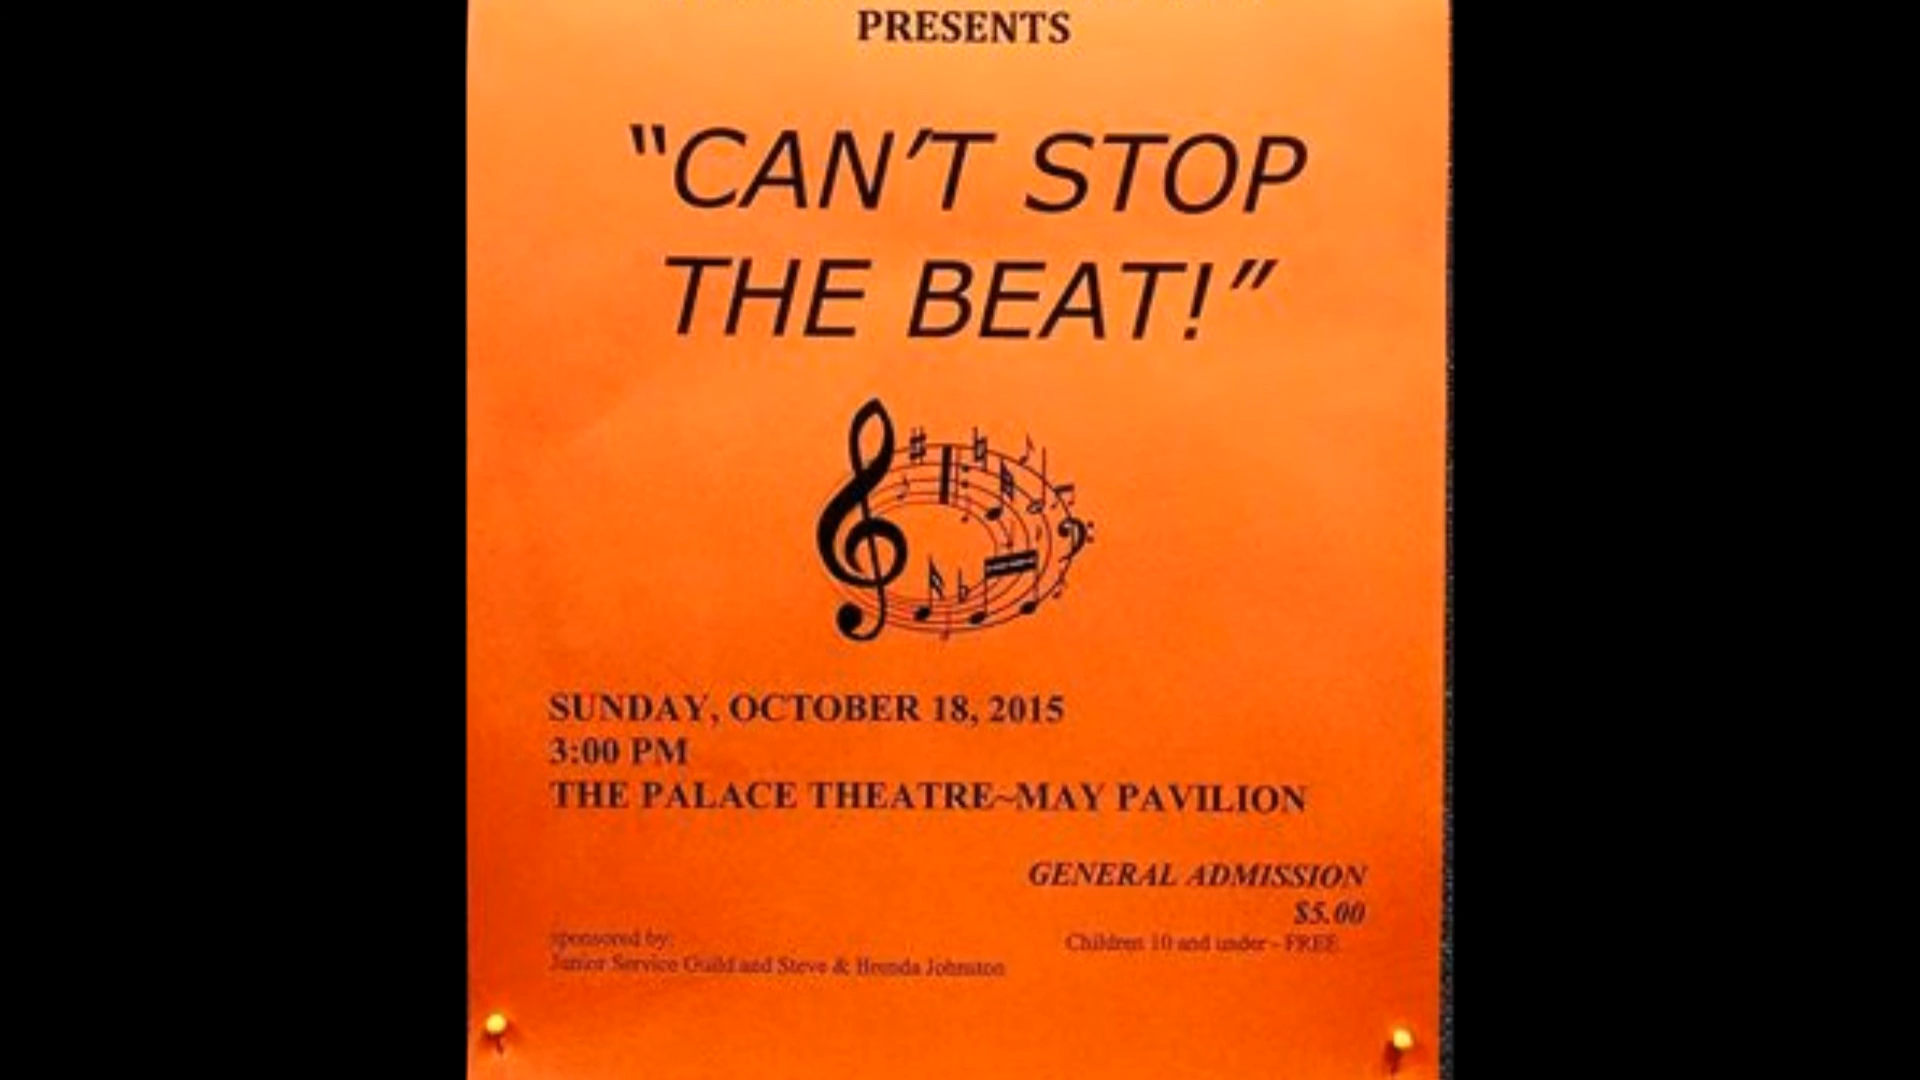 PRESENTS
“CAN’T STOP
THE BEAT!”
SUNDAY, OCTOBER 18, 2015
3:00 PM
THE PALACE THEATRE~MAY PAVILION
GENERAL ADMISSION
$5.00
sponsored by:
Children 10 and under - FREE
Junior Service Guild and Steve & Brenda Johnston